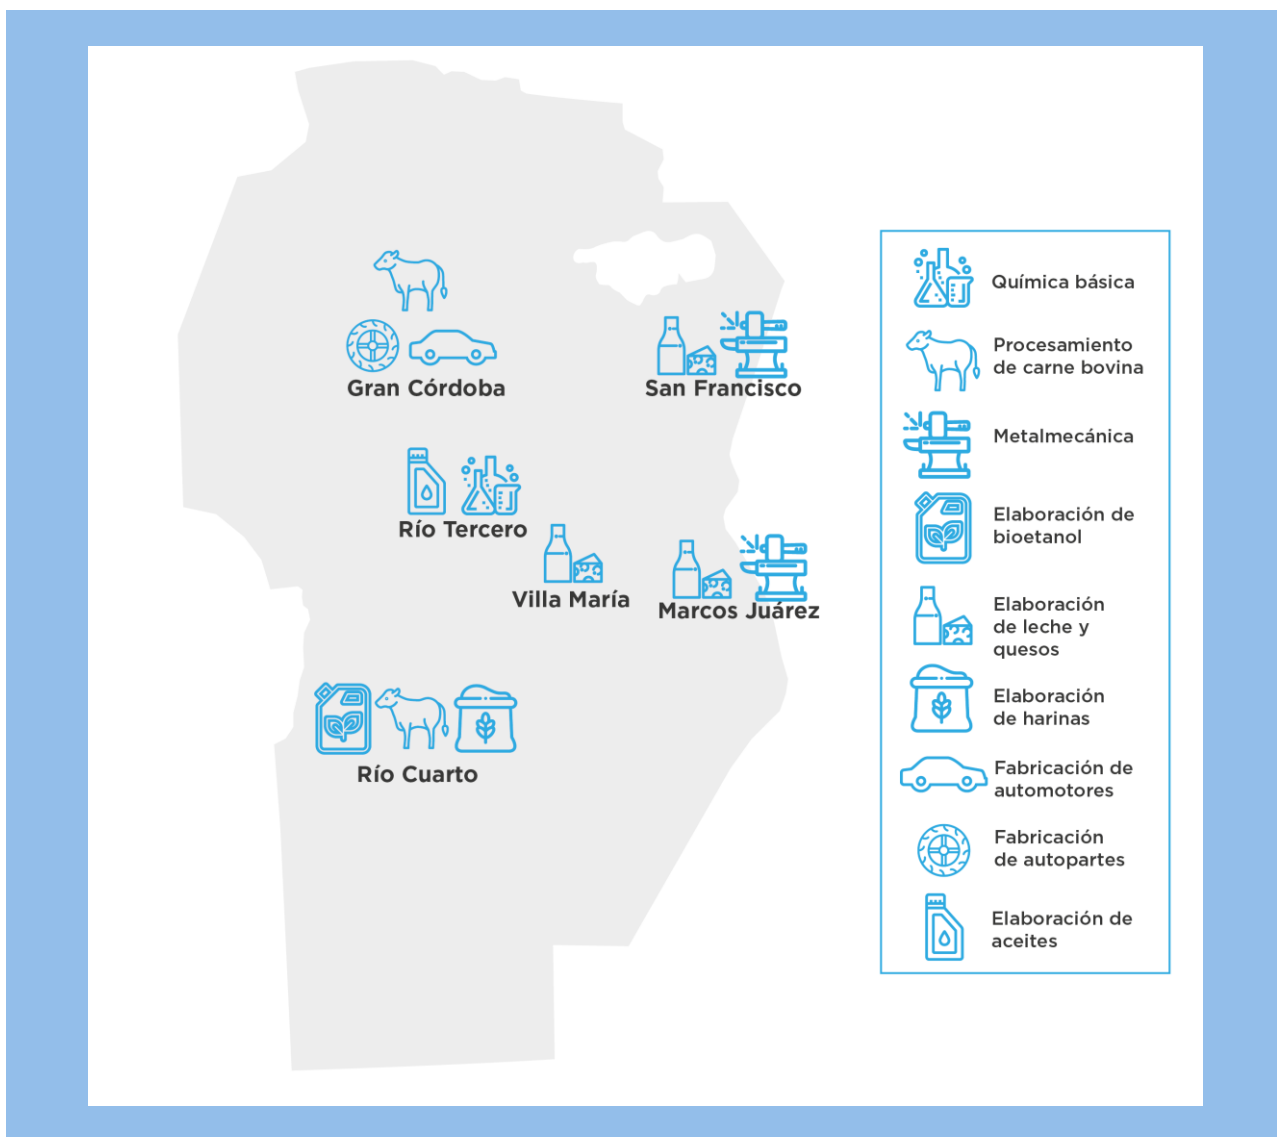 Gran Córdoba
San Francisco
Río Tercero
Villa María
Marcos Juárez
Río Cuarto
Química básica
Procesamiento
de carne bovina
Metalmecánica
Elaboración de
bioetanol
Elaboración
de leche y
quesos
Elaboración
de harinas
Fabricación de
automotores
Fabricación
de autopartes
Elaboración de
aceites